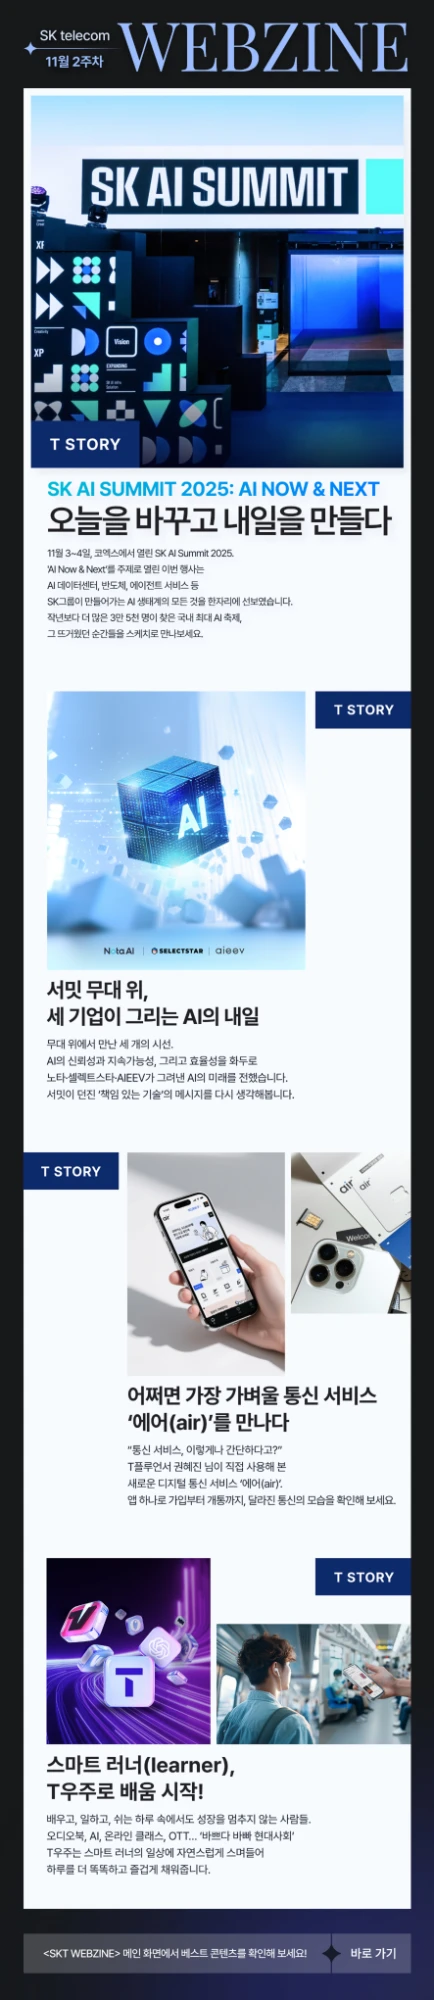 SK telecom
11월 2주차
WEBZINE
SK AI SUMMIT
XF
XP
Vision
EXPANDING
T STORY
SK AI SUMMIT 2025: AI NOW & NEXT
오늘을 바꾸고 내일을 만들다
11월 3~4일, 코엑스에서 열린 SK AI Summit 2025.
'AI Now & Next'를 주제로 열린 이번 행사는
AI 데이터센터, 반도체, 에이전트 서비스 등
SK그룹이 만들어가는 AI 생태계의 모든 것을 한자리에 선보였습니다.
작년보다 더 많은 3만 5천 명이 찾은 국내 최대 AI 축제,
그 뜨거웠던 순간들을 스케치로 만나보세요.
T STORY
AI
Nota AI | SELECTSTAR | aieev
서밋 무대 위,
세 기업이 그리는 AI의 내일
무대 위에서 만난 세 개의 시선.
AI의 신뢰성과 지속가능성, 그리고 효율성을 화두로
노타·셀렉트스타·AIEEV가 그려낸 AI의 미래를 전했습니다.
서밋이 던진 '책임 있는 기술'의 메시지를 다시 생각해봅니다.
T STORY
air
air
Welcome
어쩌면 가장 가벼울 통신 서비스
'에어(air)'를 만나다
"통신 서비스, 이렇게나 간단하다고?"
T플루언서 권혜진 님이 직접 사용해 본
새로운 디지털 통신 서비스 '에어(air)'.
앱 하나로 가입부터 개통까지, 달라진 통신의 모습을 확인해 보세요.
T STORY
T
스마트 러너(learner),
T우주로 배움 시작!
배우고, 일하고, 쉬는 하루 속에서도 성장을 멈추지 않는 사람들.
오디오북, AI, 온라인 클래스, OTT… '바쁘다 바빠 현대사회'
T우주는 스마트 러너의 일상에 자연스럽게 스며들어
하루를 더 똑똑하고 즐겁게 채워줍니다.
<SKT WEBZINE> 메인 화면에서 베스트 콘텐츠를 확인해 보세요!
바로 가기